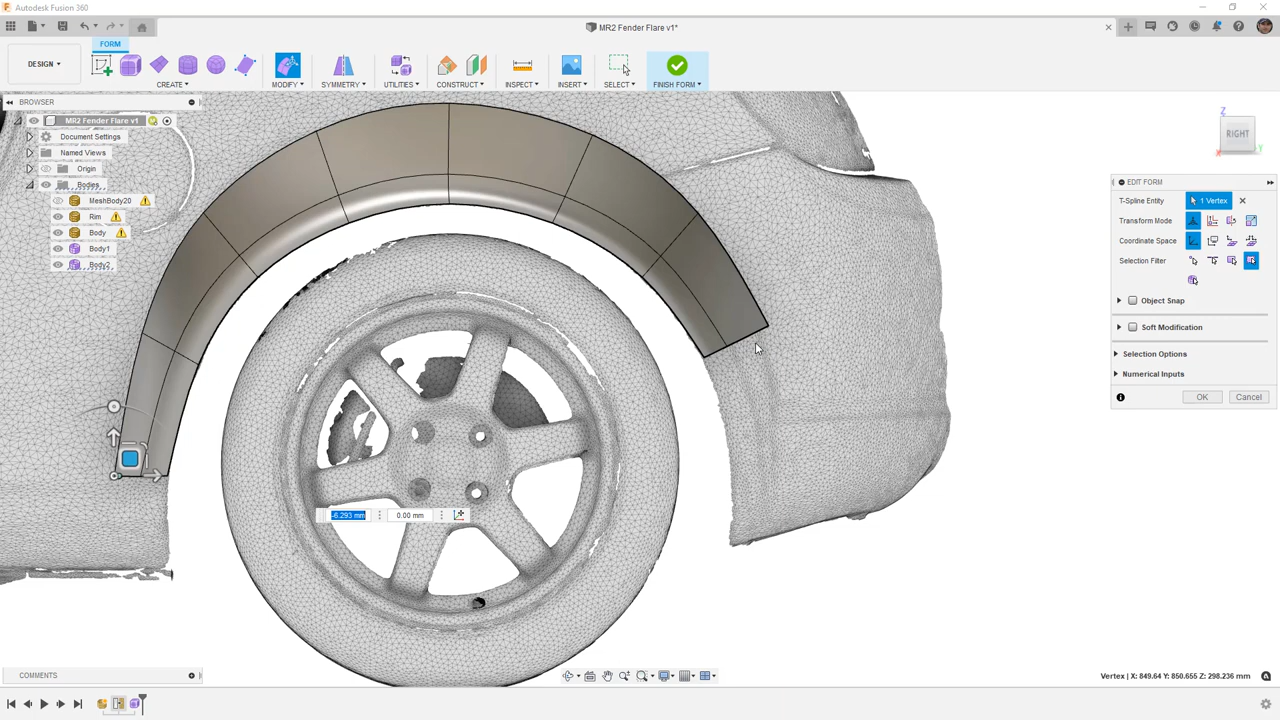 Autodesk Fusion 360
MR2 Fender Flare v1*
FORM
DESIGN
CREATE
MODIFY
SYMMETRY
UTILITIES
CONSTRUCT
INSPECT
INSERT
SELECT
FINISH FORM
BROWSER
MR2 Fender Flare v1
Document Settings
Named Views
Origin
Bodies
MeshBody20
Rim
Body
Body1
Body2
Z
RIGHT
X
Y
EDIT FORM
T-Spline Entity
1 Vertex
Transform Mode
Coordinate Space
Selection Filter
Object Snap
Soft Modification
Selection Options
Numerical Inputs
OK
Cancel
-6.293 mm
0.00 mm
COMMENTS
Vertex | X: 849.64 Y: 850.655 Z: 298.236 mm